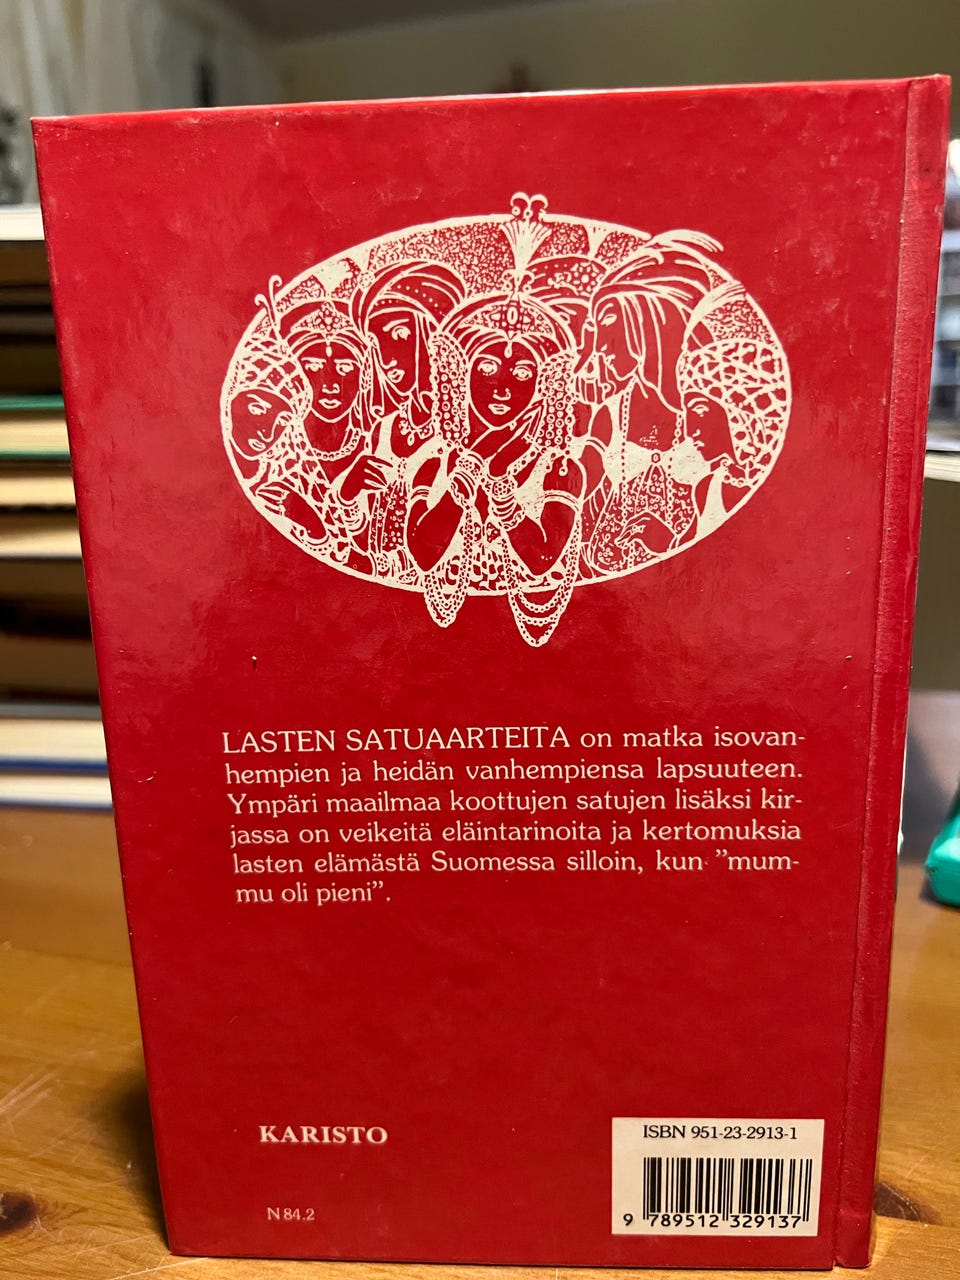 LASTEN SATUAARTEITA on matka isovan-
hempien ja heidän vanhempiensa lapsuuteen.
Ympäri maailmaa koottujen satujen lisäksi kir-
jassa on veikeitä eläintarinoita ja kertomuksia
lasten elämästä Suomessa silloin, kun ”mum-
mu oli pieni”.
KARISTO
N 84.2
ISBN 951-23-2913-1
9 789512 329137